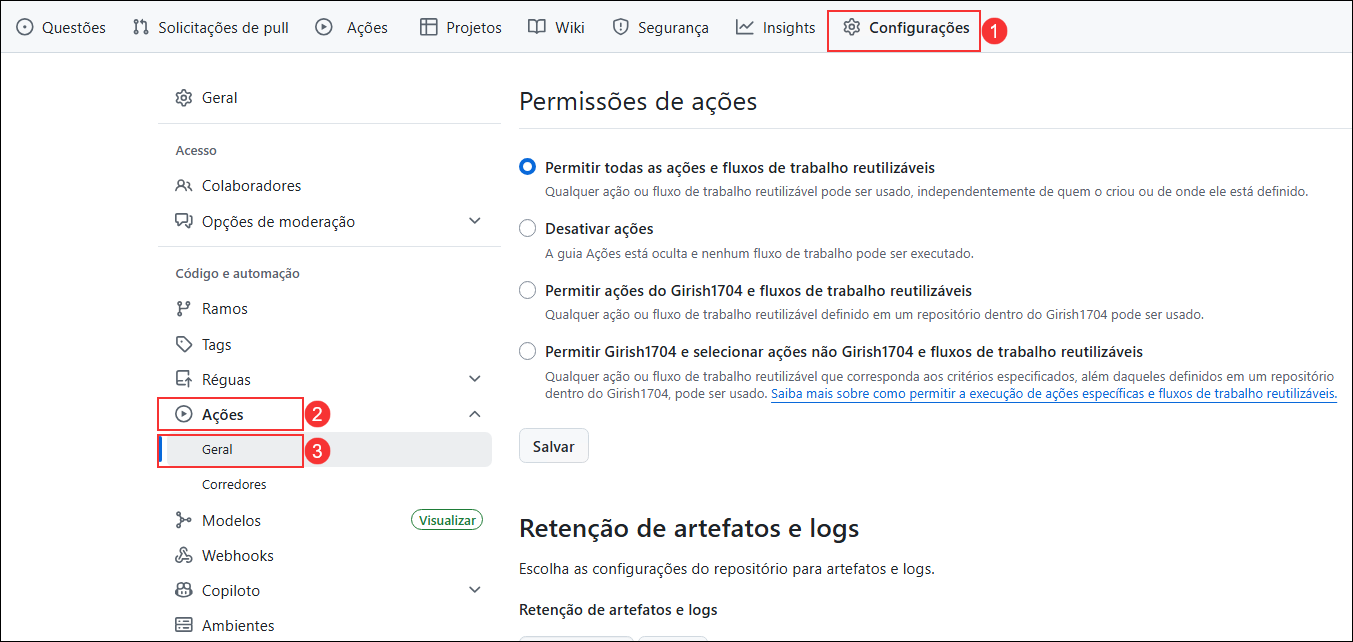 Questões Solicitações de pull Ações Projetos Wiki Segurança Insights Configurações 1
Geral
Acesso
Colaboradores
Opções de moderação
Código e automação
Ramos
Tags
Réguas
Ações 2
Geral 3
Corredores
Modelos Visualizar
Webhooks
Copiloto
Ambientes
Permissões de ações
Permitir todas as ações e fluxos de trabalho reutilizáveis
Qualquer ação ou fluxo de trabalho reutilizável pode ser usado, independentemente de quem o criou ou de onde ele está definido.
Desativar ações
A guia Ações está oculta e nenhum fluxo de trabalho pode ser executado.
Permitir ações do Girish1704 e fluxos de trabalho reutilizáveis
Qualquer ação ou fluxo de trabalho reutilizável definido em um repositório dentro do Girish1704 pode ser usado.
Permitir Girish1704 e selecionar ações não Girish1704 e fluxos de trabalho reutilizáveis
Qualquer ação ou fluxo de trabalho reutilizável que corresponda aos critérios especificados, além daqueles definidos em um repositório
dentro do Girish1704, pode ser usado. Saiba mais sobre como permitir a execução de ações específicas e fluxos de trabalho reutilizáveis.
Salvar
Retenção de artefatos e logs
Escolha as configurações do repositório para artefatos e logs.
Retenção de artefatos e logs